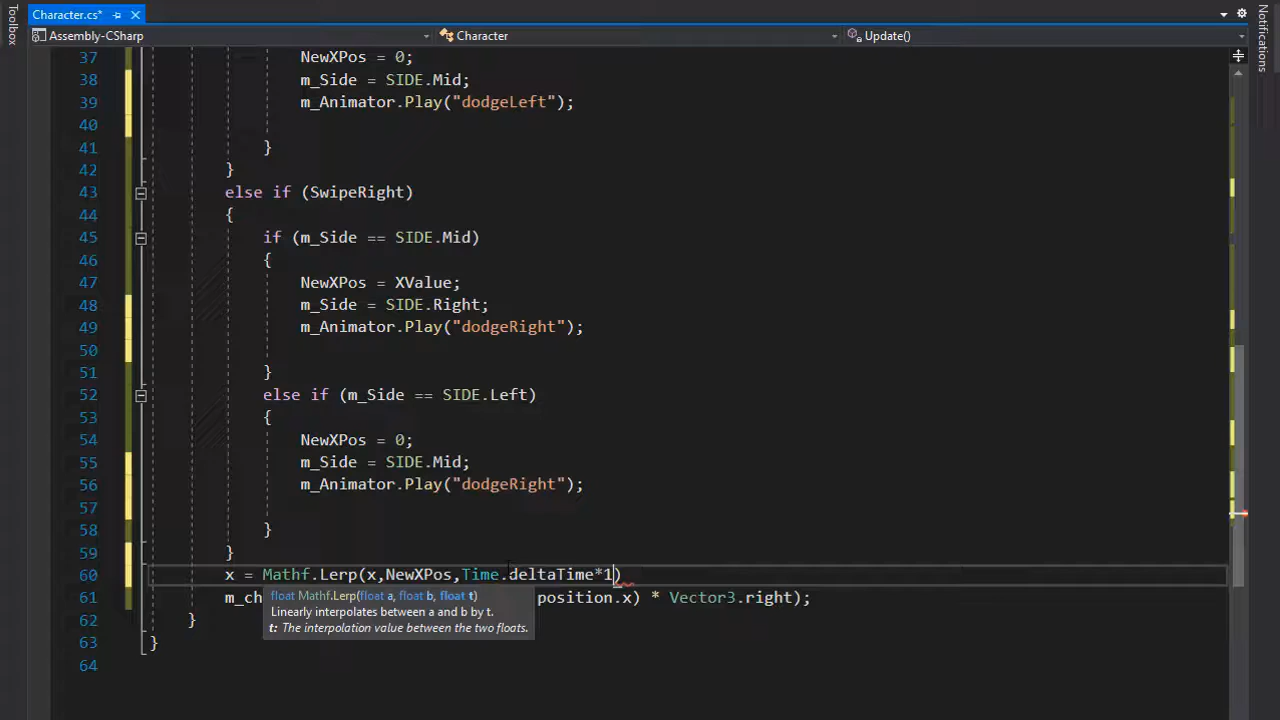 Toolbox
Character.cs*
Notifications
Assembly-CSharp
Character
Update()
37 NewXPos = 0;
38 m_Side = SIDE.Mid;
39 m_Animator.Play("dodgeLeft");
40
41 }
42 }
43 else if (SwipeRight)
44 {
45 if (m_Side == SIDE.Mid)
46 {
47 NewXPos = XValue;
48 m_Side = SIDE.Right;
49 m_Animator.Play("dodgeRight");
50
51 }
52 else if (m_Side == SIDE.Left)
53 {
54 NewXPos = 0;
55 m_Side = SIDE.Mid;
56 m_Animator.Play("dodgeRight");
57
58 }
59 }
60 x = Mathf.Lerp(x,NewXPos,Time.deltaTime*1)
float Mathf.Lerp(float a, float b, float t)
Linearly interpolates between a and b by t.
t: The interpolation value between the two floats.
61 m_ch position.x) * Vector3.right);
62 }
63 }
64